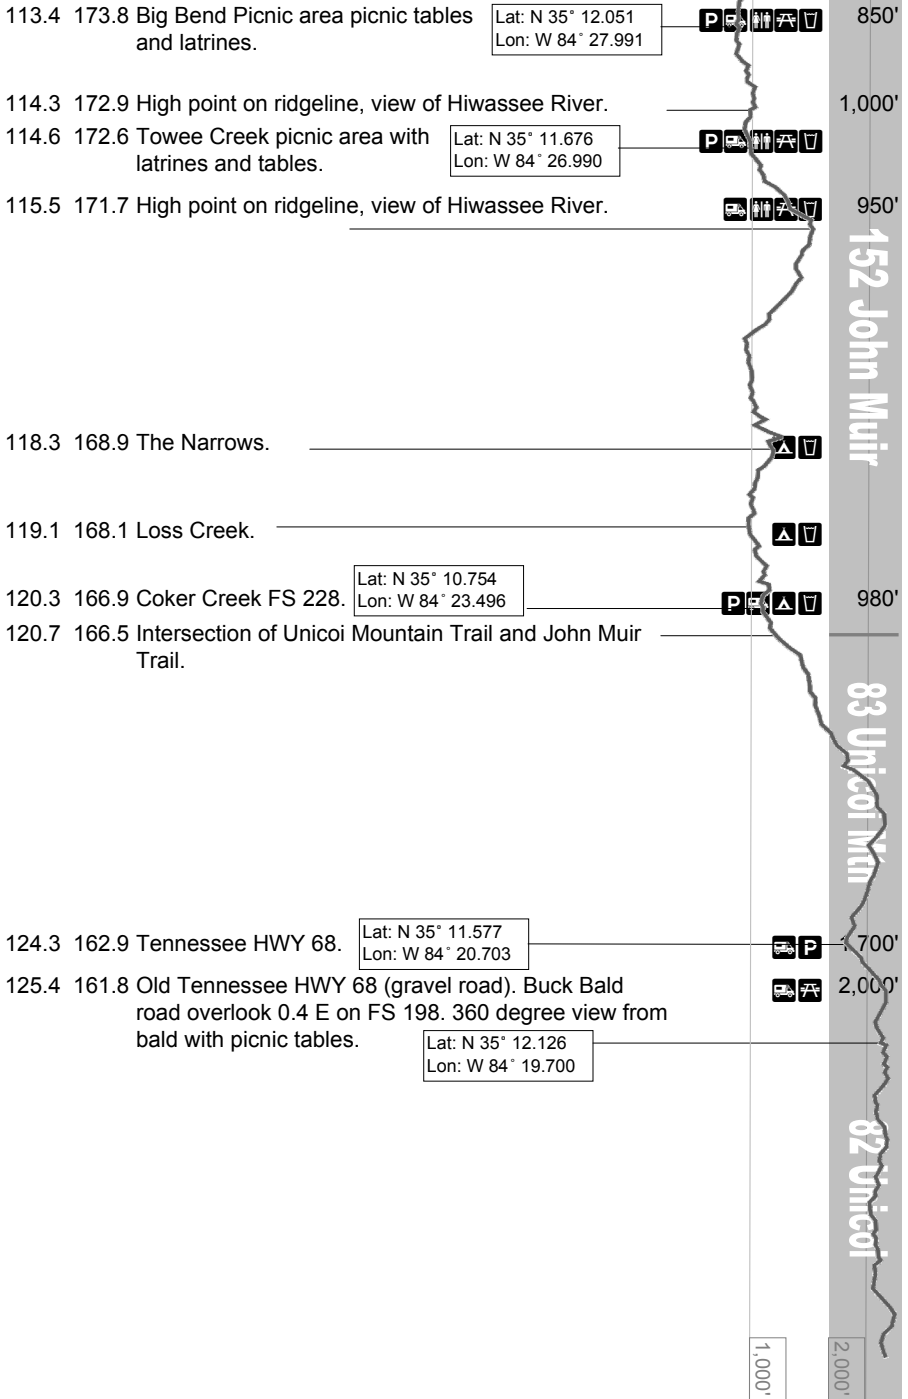 113.4 173.8 Big Bend Picnic area picnic tables
and latrines.
Lat: N 35° 12.051
Lon: W 84° 27.991
P
850'
114.3 172.9 High point on ridgeline, view of Hiwassee River.
1,000'
114.6 172.6 Towee Creek picnic area with
latrines and tables.
Lat: N 35° 11.676
Lon: W 84° 26.990
P
115.5 171.7 High point on ridgeline, view of Hiwassee River.
950'
152 John Muir
118.3 168.9 The Narrows.
119.1 168.1 Loss Creek.
120.3 166.9 Coker Creek FS 228.
Lat: N 35° 10.754
Lon: W 84° 23.496
P
980'
120.7 166.5 Intersection of Unicoi Mountain Trail and John Muir
Trail.
83 Unicoi Mtn
124.3 162.9 Tennessee HWY 68.
Lat: N 35° 11.577
Lon: W 84° 20.703
P
1,700'
125.4 161.8 Old Tennessee HWY 68 (gravel road). Buck Bald
road overlook 0.4 E on FS 198. 360 degree view from
bald with picnic tables.
Lat: N 35° 12.126
Lon: W 84° 19.700
2,000'
82 Unicoi
1,000'
2,000'